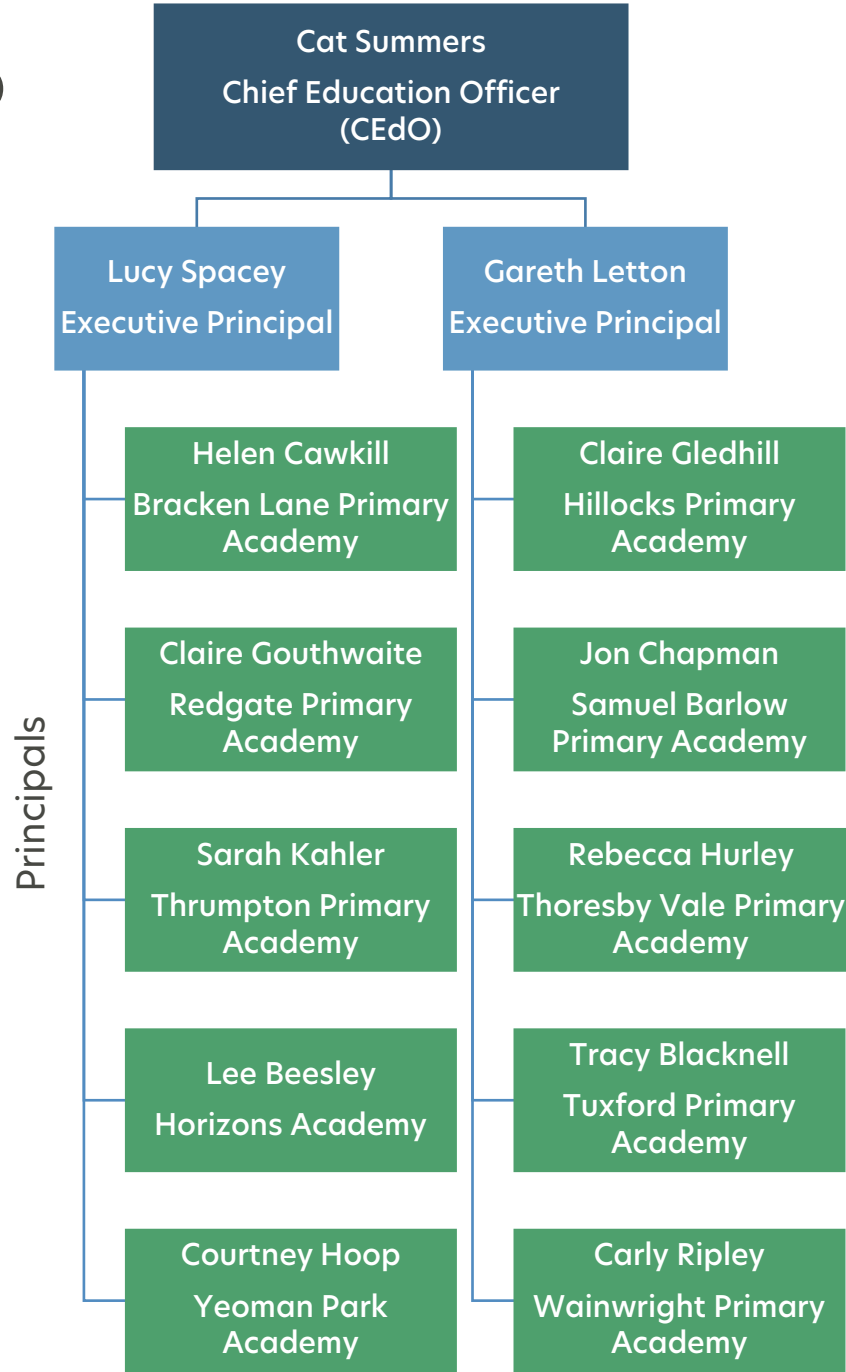 )
Cat Summers
Chief Education Officer
(CEdO)
Lucy Spacey
Executive Principal
Gareth Letton
Executive Principal
Principals
Helen Cawkill
Bracken Lane Primary
Academy
Claire Gledhill
Hillocks Primary
Academy
Claire Gouthwaite
Redgate Primary
Academy
Jon Chapman
Samuel Barlow
Primary Academy
Sarah Kahler
Thrumpton Primary
Academy
Rebecca Hurley
Thoresby Vale Primary
Academy
Lee Beesley
Horizons Academy
Tracy Blacknell
Tuxford Primary
Academy
Courtney Hoop
Yeoman Park
Academy
Carly Ripley
Wainwright Primary
Academy